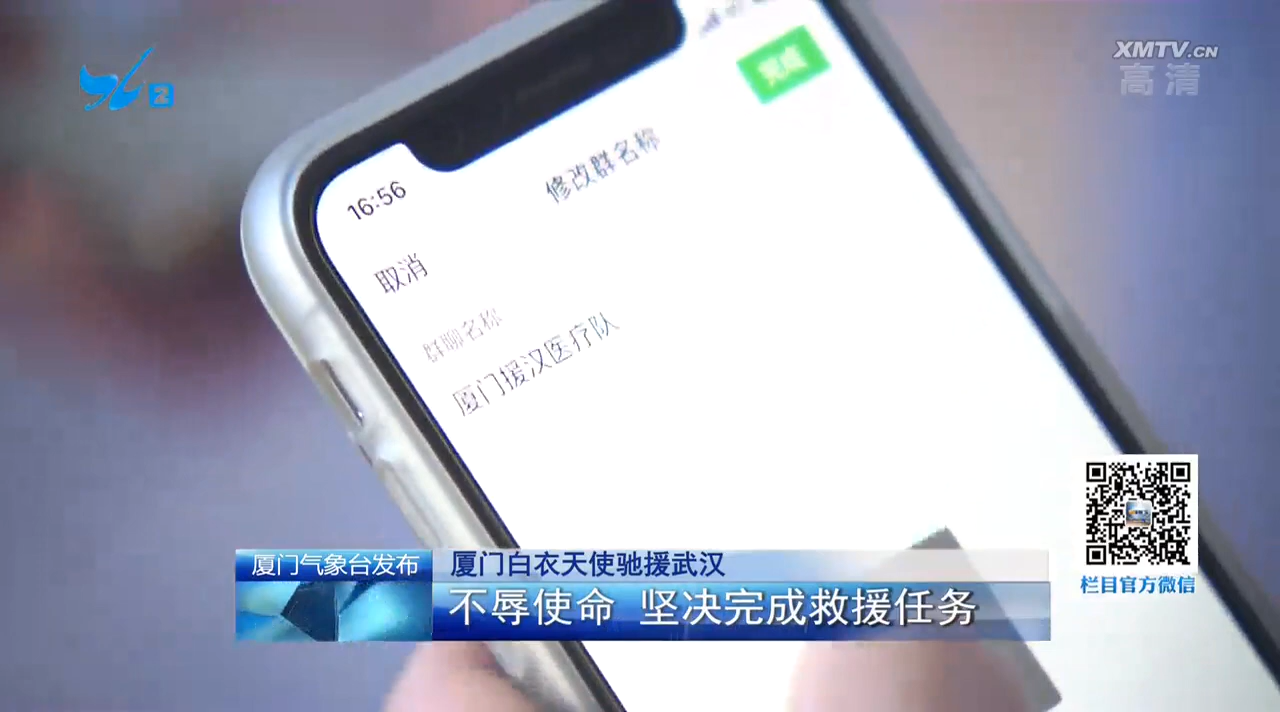 2
XMTV.CN
高清
完成
16:56
修改群名称
取消
群聊名称
厦门援汉医疗队
厦门气象台发布
厦门白衣天使驰援武汉
不辱使命 坚决完成救援任务
栏目官方微信